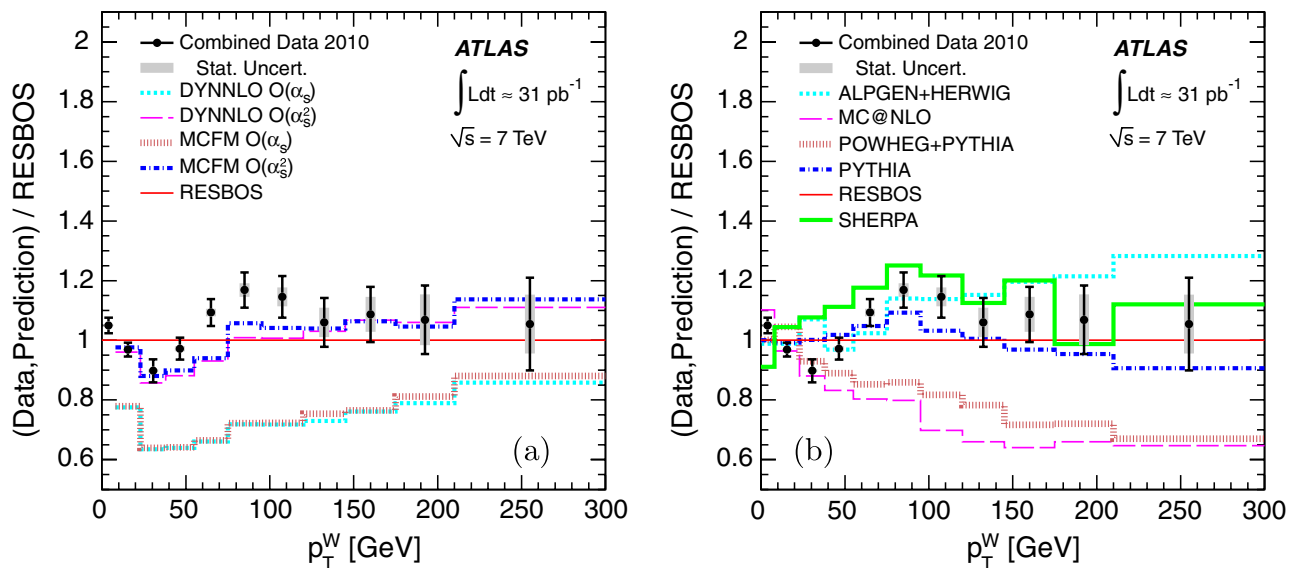 (Data,Prediction) / RESBOS
2
1.8
1.6
1.4
1.2
1
0.8
0.6
Combined Data 2010
Stat. Uncert.
DYNNLO O(αₛ)
DYNNLO O(αₛ²)
MCFM O(αₛ)
MCFM O(αₛ²)
RESBOS
ATLAS
∫Ldt ≈ 31 pb⁻¹
√s = 7 TeV
(a)
0 50 100 150 200 250 300
p_T^W [GeV]
(Data,Prediction) / RESBOS
2
1.8
1.6
1.4
1.2
1
0.8
0.6
Combined Data 2010
Stat. Uncert.
ALPGEN+HERWIG
MC@NLO
POWHEG+PYTHIA
PYTHIA
RESBOS
SHERPA
ATLAS
∫Ldt ≈ 31 pb⁻¹
√s = 7 TeV
(b)
0 50 100 150 200 250 300
p_T^W [GeV]